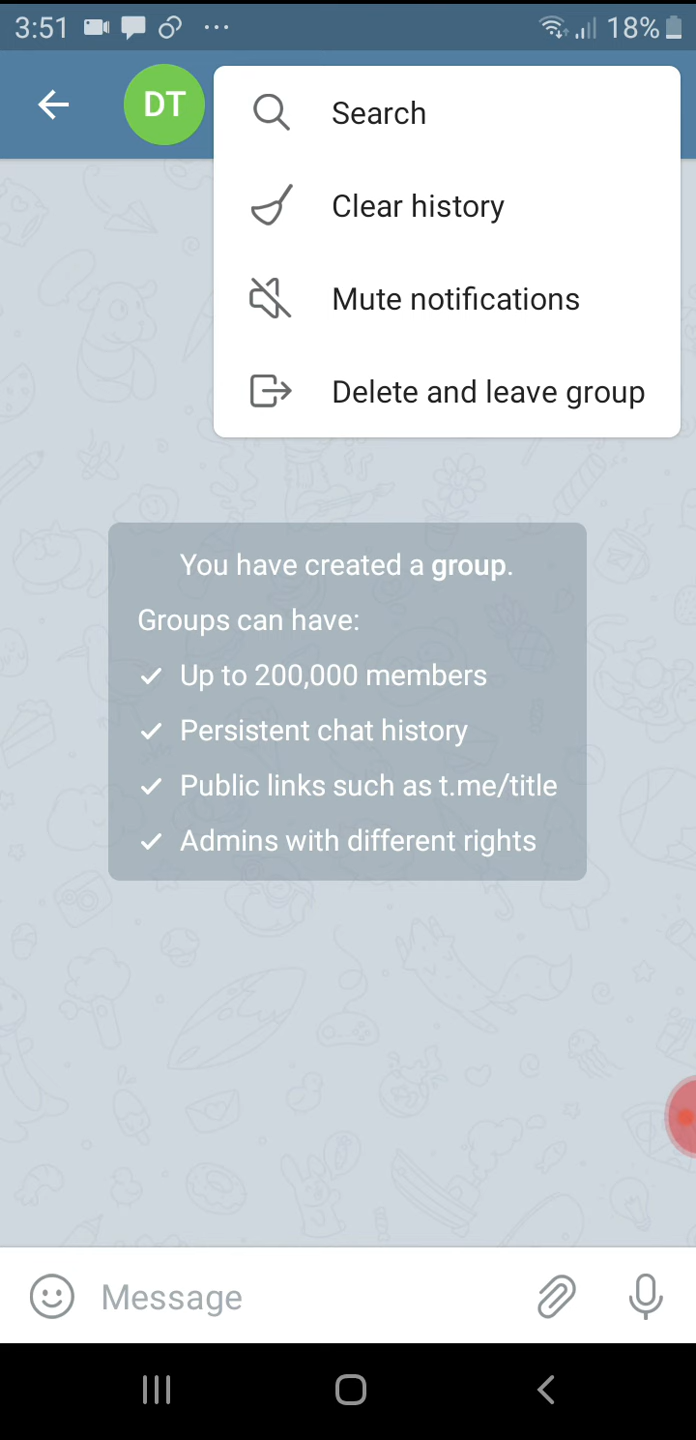 3:51
18%
DT
Search
Clear history
Mute notifications
Delete and leave group
You have created a group.
Groups can have:
Up to 200,000 members
Persistent chat history
Public links such as t.me/title
Admins with different rights
Message